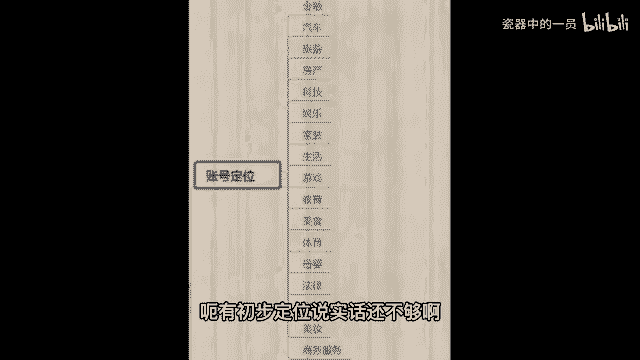 金融
汽车
旅游
房产
科技
娱乐
家装
生活
账号定位
游戏
教育
美食
体育
母婴
法律
美妆
商务服务
呃有初步定位说实话还不够啊
瓷器中的一员 bilibili